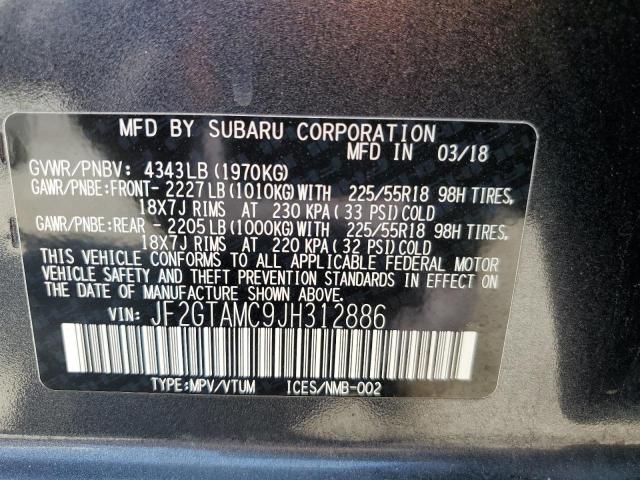 MFD BY SUBARU CORPORATION
MFD IN 03/18
GVWR/PNBV: 4343LB (1970KG)
GAWR/PNBE:FRONT- 2227LB(1010KG)WITH 225/55R18 98H TIRES,
18X7J RIMS AT 230 KPA(33 PSI)COLD
GAWR/PNBE:REAR - 2205LB(1000KG)WITH 225/55R18 98H TIRES,
18X7J RIMS AT 220 KPA(32 PSI)COLD
THIS VEHICLE CONFORMS TO ALL APPLICABLE FEDERAL MOTOR
VEHICLE SAFETY AND THEFT PREVENTION STANDARDS IN EFFECT ON
THE DATE OF MANUFACTURE SHOWN ABOVE.
VIN: JF2GTAMC9JH312886
TYPE:MPV/VTUM ICES/NMB-002